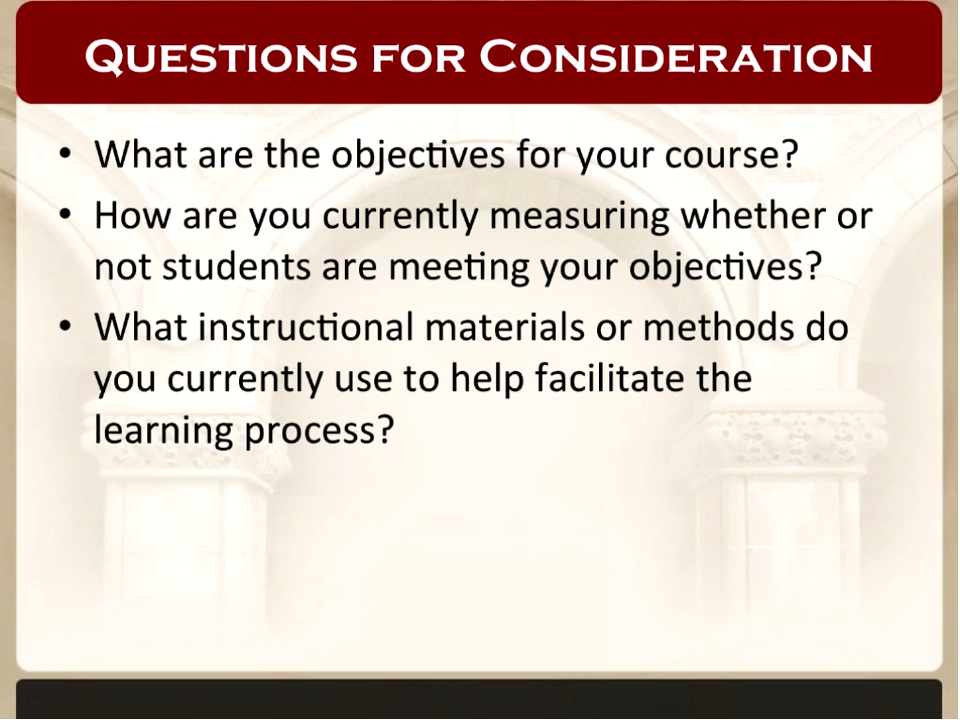 Questions for Consideration
• What are the objectives for your course?
• How are you currently measuring whether or
not students are meeting your objectives?
• What instructional materials or methods do
you currently use to help facilitate the
learning process?